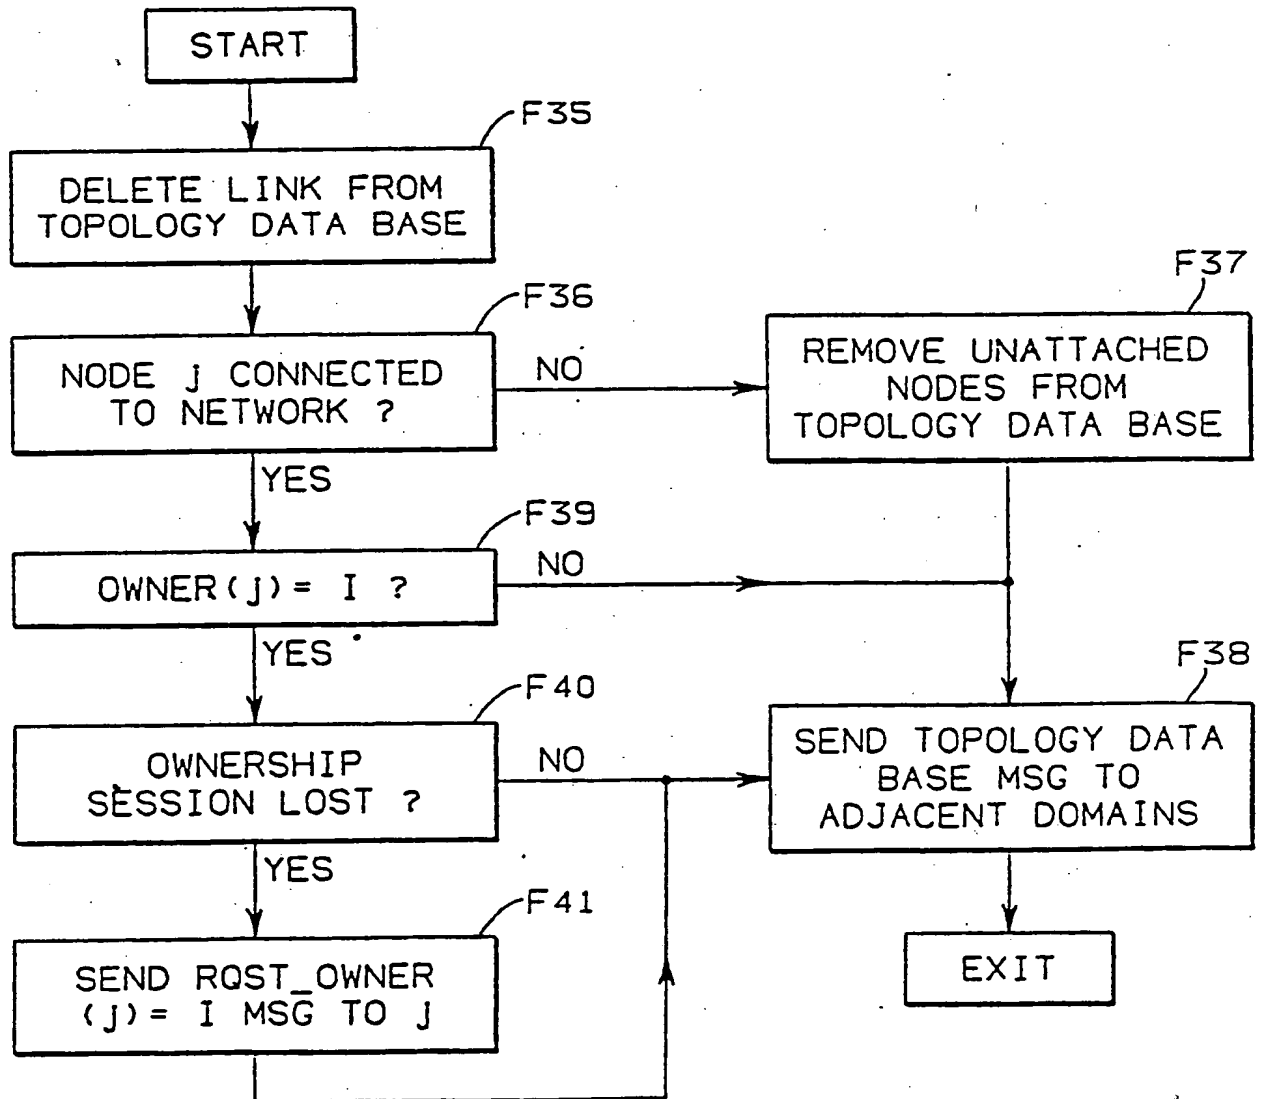 START
F35
DELETE LINK FROM
TOPOLOGY DATA BASE
F36
NODE j CONNECTED
TO NETWORK ?
NO
F37
REMOVE UNATTACHED
NODES FROM
TOPOLOGY DATA BASE
YES
F39
OWNER(j)= I ?
NO
YES
F40
OWNERSHIP
SESSION LOST ?
NO
F38
SEND TOPOLOGY DATA
BASE MSG TO
ADJACENT DOMAINS
YES
F41
SEND RQST_OWNER
(j)= I MSG TO j
EXIT